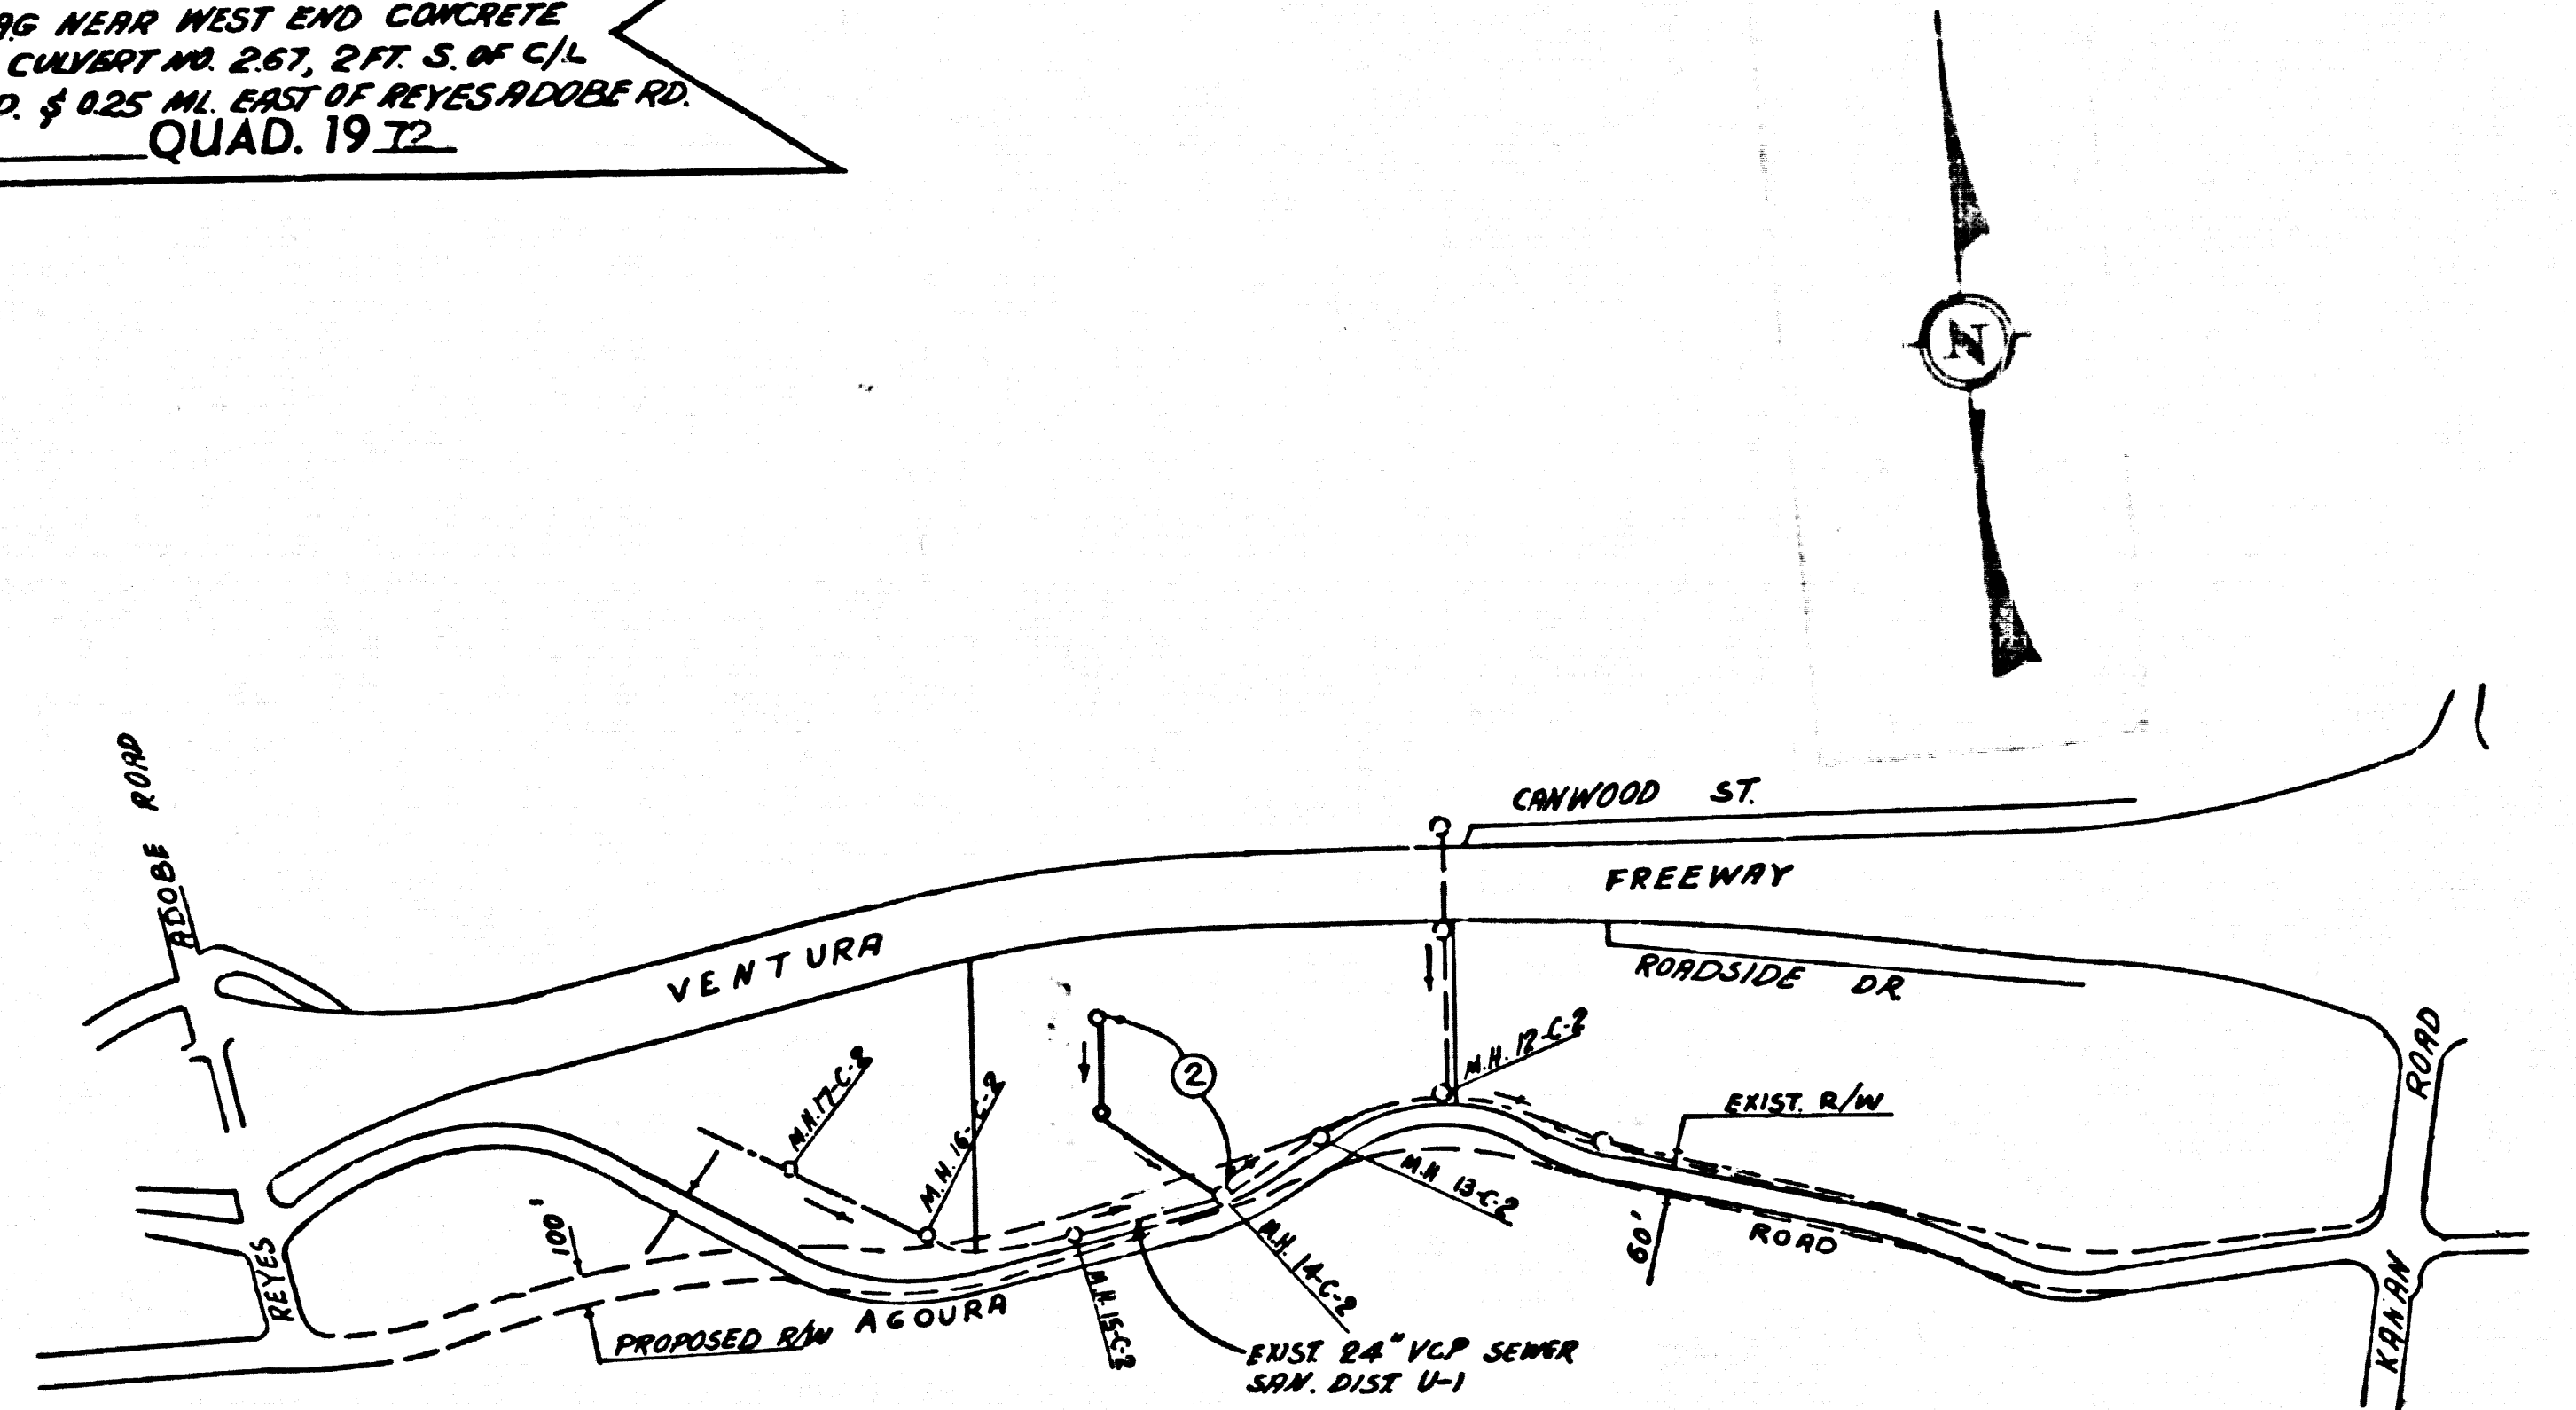 NEAR WEST END CONCRETE
CULVERT NO. 2.67, 2 FT. S. OF C/L
$ 0.25 MI. EAST OF REYES ADOBE RD.
QUAD. 19 72
N
ADOBE ROAD
CANWOOD ST.
FREEWAY
VENTURA
ROADSIDE DR.
2
M.H. 12-C-2
M.H. 17-C-2
M.H. 16-C-2
EXIST. R/W
ROAD
M.H 13-C-2
100'
60'
ROAD
REYES
M.H. 14-C-2
M.H. 15-C-2
AGOURA
PROPOSED R/W
KANAN
EXIST. 24" VCP SEWER
SAN. DIST. U-1